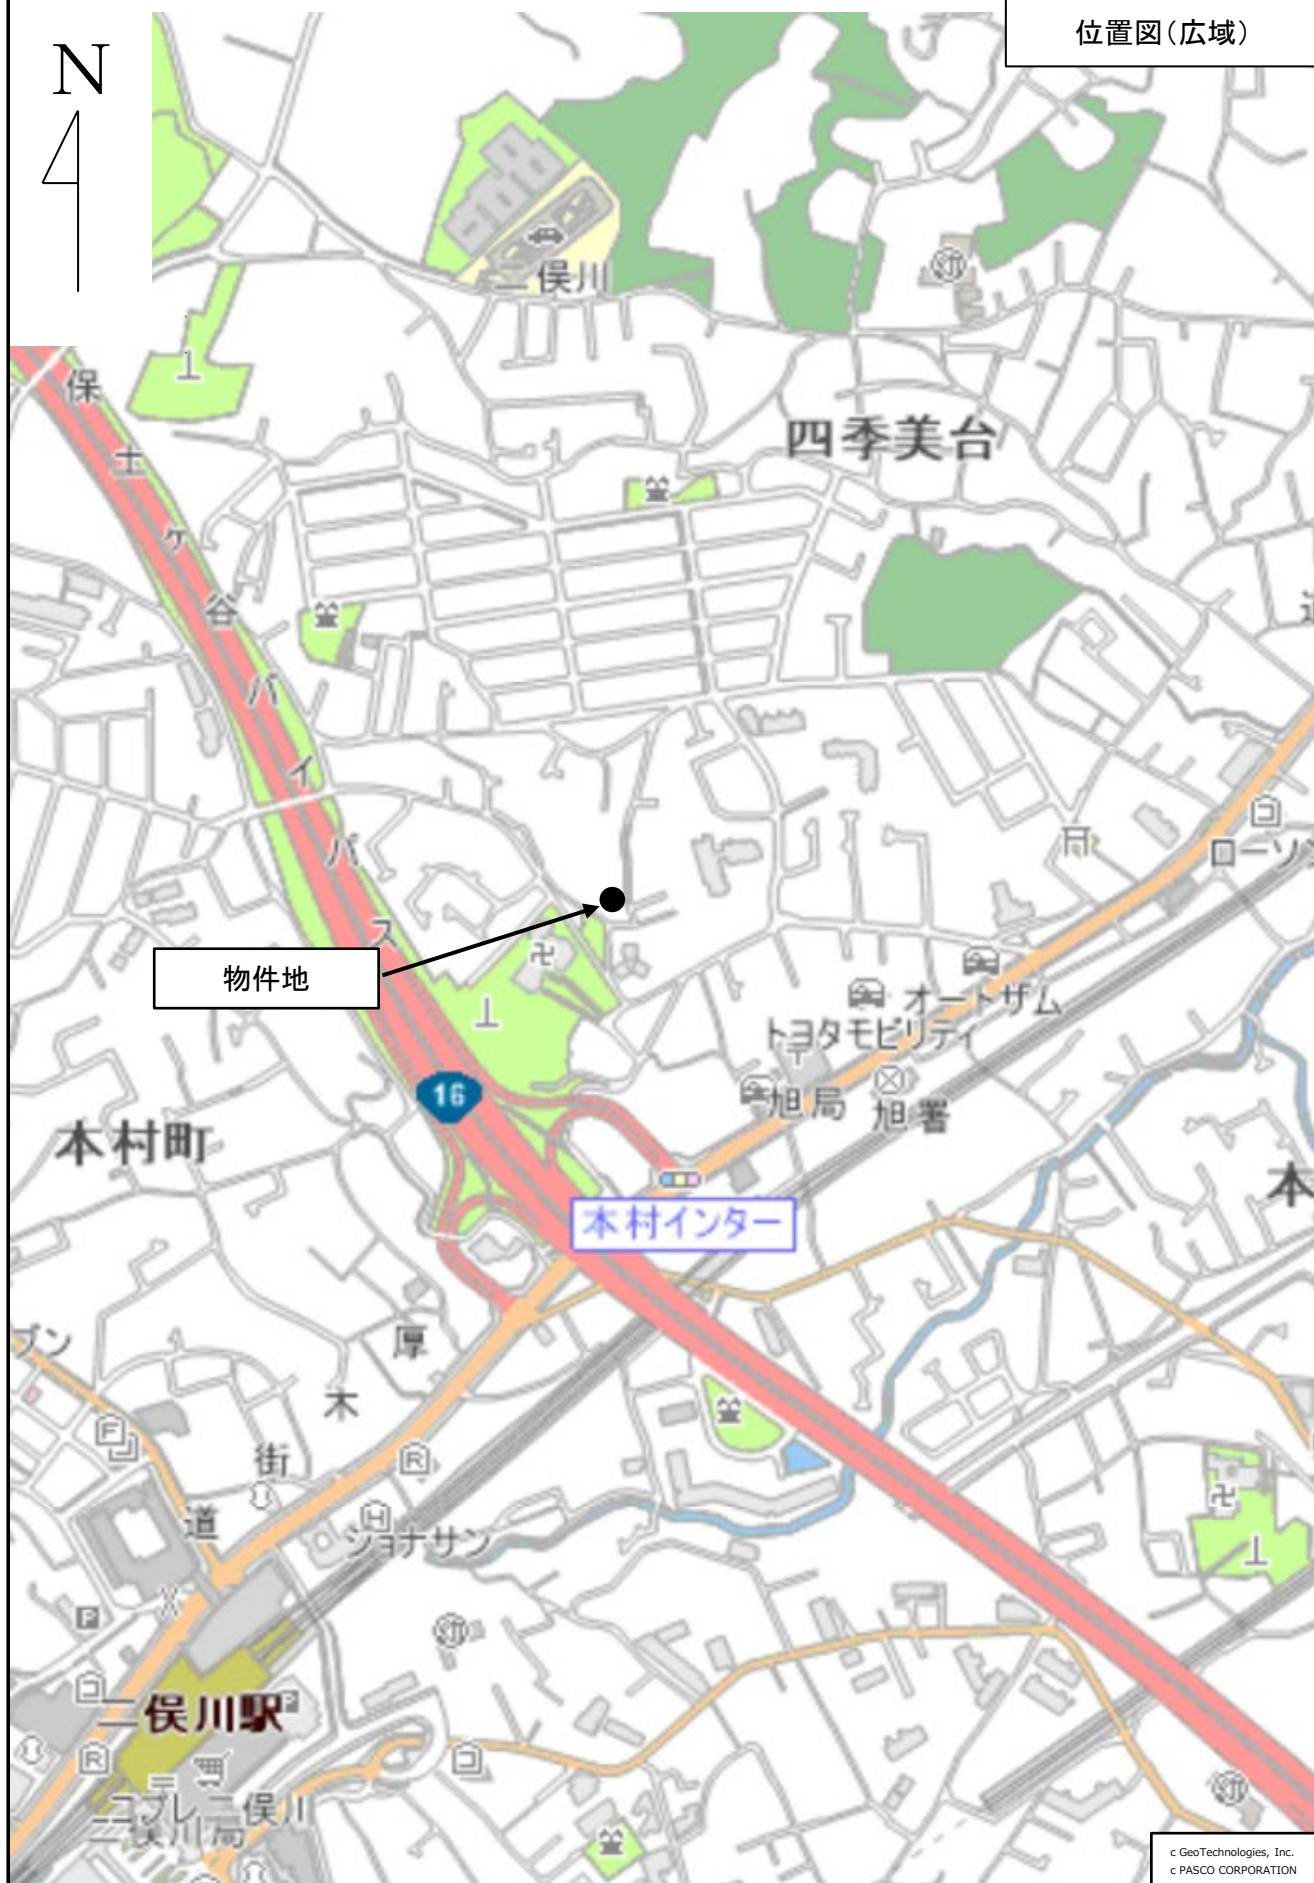 位置図（広域）
N
二俣川
保土ヶ谷バイパス
四季美台
ローソン
物件地
オートザム
トヨタモビリティ
16
旭局
旭署
本村町
本
本村インター
ブン
厚木街道
F
R
H
ジョナサン
P
二俣川駅
P
R
コプレ二俣川
二俣川局
c GeoTechnologies, Inc.
c PASCO CORPORATION